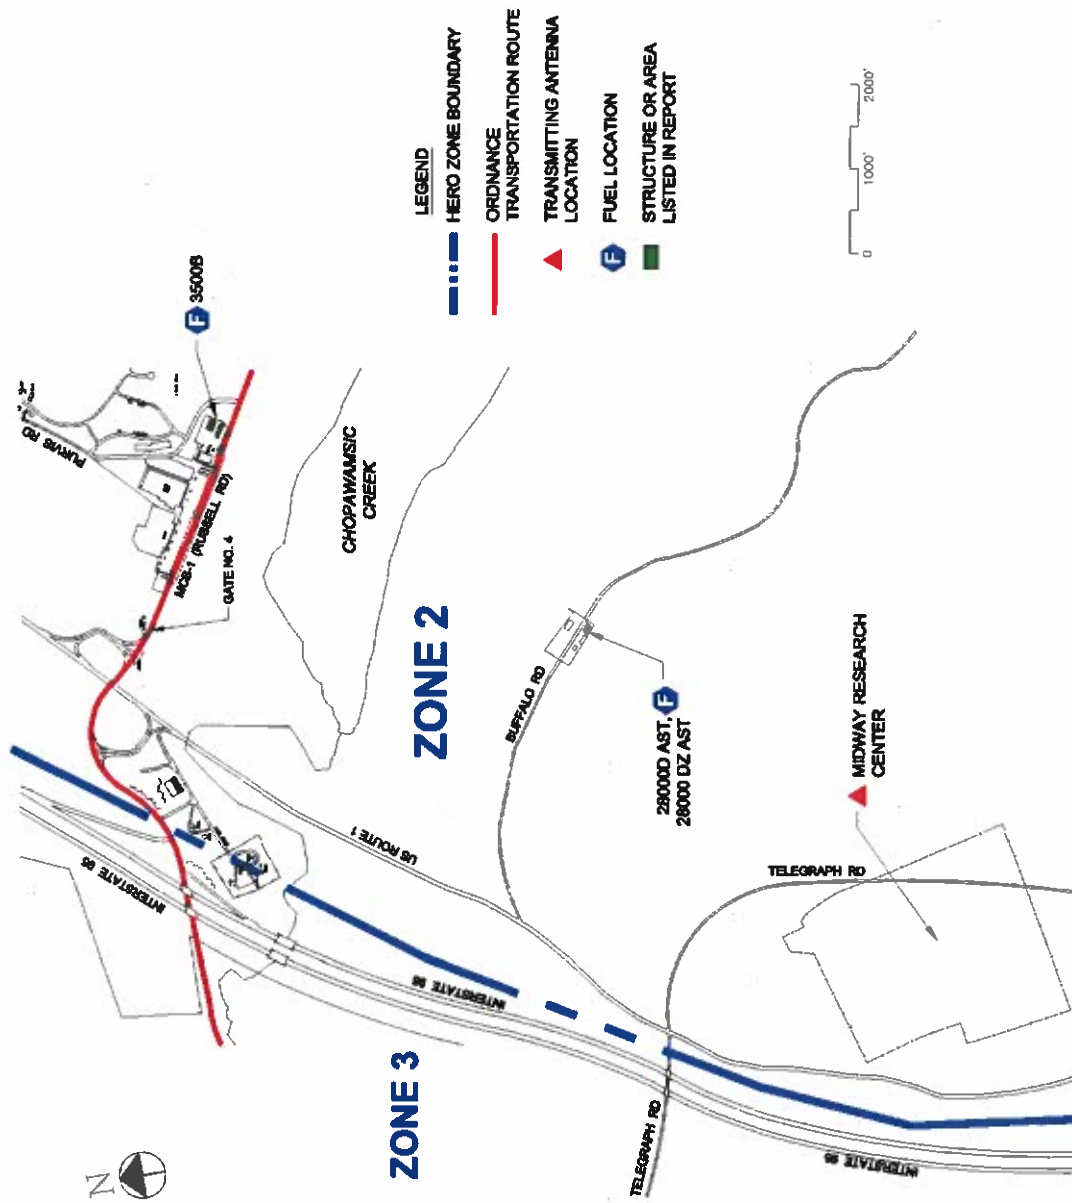 LEGEND
HERO ZONE BOUNDARY
ORDNANCE
TRANSPORTATION ROUTE
TRANSMITTING ANTENNA
LOCATION
F
FUEL LOCATION
STRUCTURE OR AREA
LISTED IN REPORT
0
1000'
2000'
N
ZONE 3
ZONE 2
PURVIS RD
F
3500B
MCB-1 (RUSSELL RD)
GATE NO. 4
CHOPAWAMSIC
CREEK
INTERSTATE 95
US ROUTE 1
INTERSTATE 95
BUFFALO RD
28000D AST,
28000 DZ AST
F
MIDWAY RESEARCH
CENTER
TELEGRAPH RD
TELEGRAPH RD
INTERSTATE 95